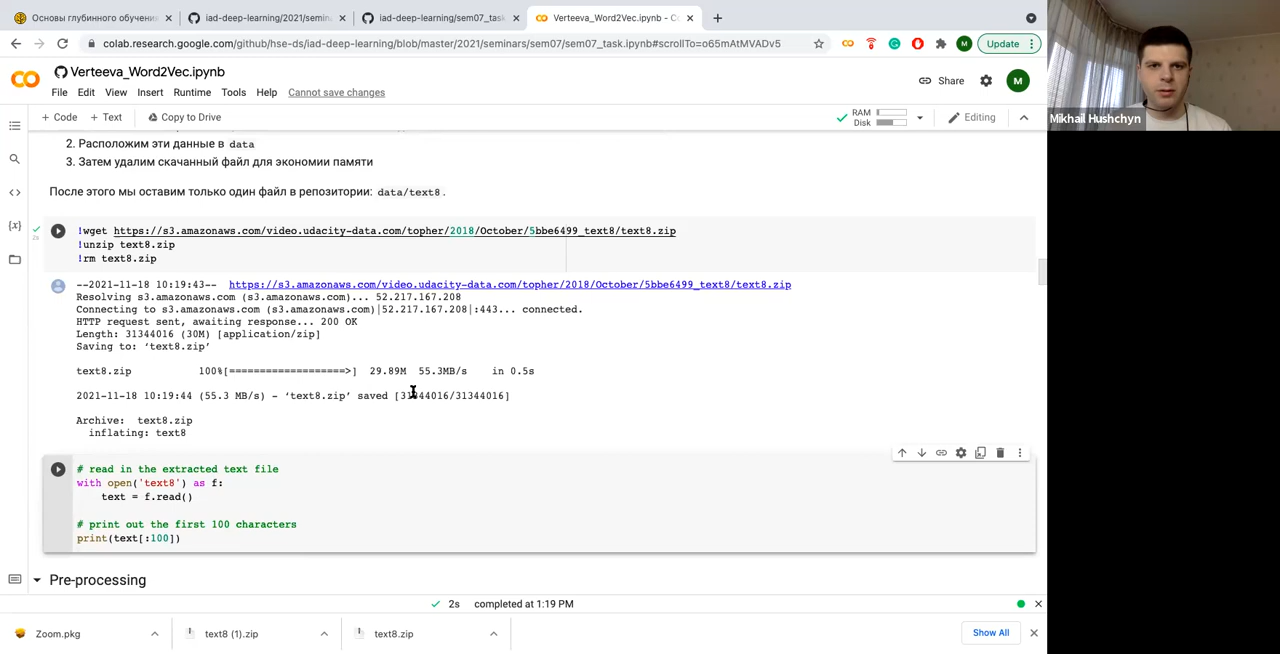 Основы глубинного обучени
iad-deep-learning/2021/semina
iad-deep-learning/sem07_task
Verteeva_Word2Vec.ipynb - Co
colab.research.google.com/github/hse-ds/iad-deep-learning/blob/master/2021/seminars/sem07/sem07_task.ipynb#scrollTo=o65mAtMVADv5
M
Update
Verteeva_Word2Vec.ipynb
Share
M
File Edit View Insert Runtime Tools Help Cannot save changes
+ Code + Text Copy to Drive
RAM
Disk
Editing
Mikhail Hushchyn
2. Расположим эти данные в data
3. Затем удалим скачанный файл для экономии памяти
После этого мы оставим только один файл в репозитории: data/text8.
2s
!wget https://s3.amazonaws.com/video.udacity-data.com/topher/2018/October/5bbe6499_text8/text8.zip
!unzip text8.zip
!rm text8.zip
--2021-11-18 10:19:43-- https://s3.amazonaws.com/video.udacity-data.com/topher/2018/October/5bbe6499_text8/text8.zip
Resolving s3.amazonaws.com (s3.amazonaws.com)... 52.217.167.208
Connecting to s3.amazonaws.com (s3.amazonaws.com)|52.217.167.208|:443... connected.
HTTP request sent, awaiting response... 200 OK
Length: 31344016 (30M) [application/zip]
Saving to: ‘text8.zip’
text8.zip 100%[===================>] 29.89M 55.3MB/s in 0.5s
2021-11-18 10:19:44 (55.3 MB/s) - ‘text8.zip’ saved [31344016/31344016]
Archive: text8.zip
inflating: text8
# read in the extracted text file
with open('text8') as f:
text = f.read()
# print out the first 100 characters
print(text[:100])
Pre-processing
2s completed at 1:19 PM
Zoom.pkg
text8 (1).zip
text8.zip
Show All